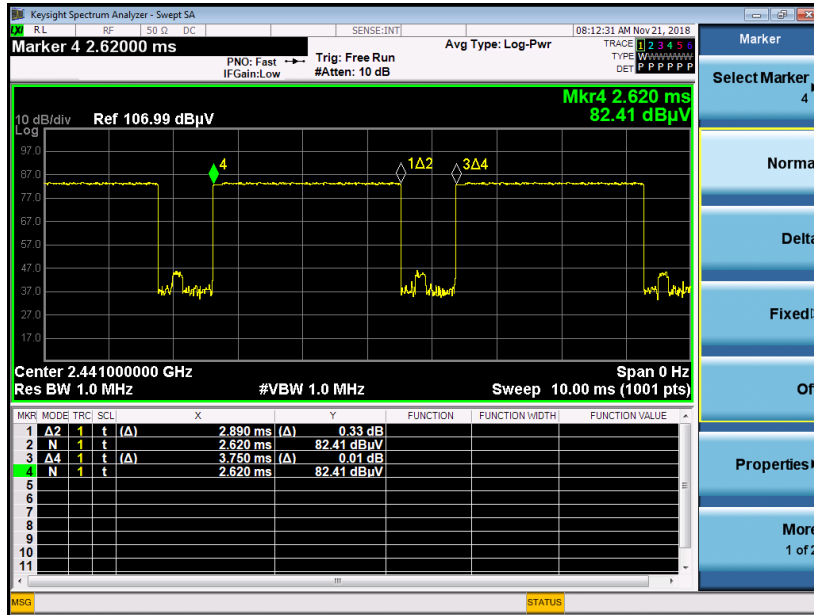 Keysight Spectrum Analyzer - Swept SA
LXI RL RF 50 Ω DC SENSE:INT 08:12:31 AM Nov 21, 2018
Marker 4 2.62000 ms
PNO: Fast
IFGain:Low
Trig: Free Run
#Atten: 10 dB
Avg Type: Log-Pwr
TRACE 1 2 3 4 5 6
TYPE W
DET P P P P P P
Mkr4 2.620 ms
82.41 dBµV
10 dB/div Ref 106.99 dBµV
Log
97.0
87.0
77.0
67.0
57.0
47.0
37.0
27.0
17.0
4
1Δ2
3Δ4
Center 2.441000000 GHz Span 0 Hz
Res BW 1.0 MHz #VBW 1.0 MHz Sweep 10.00 ms (1001 pts)
MKR MODE TRC SCL X Y FUNCTION FUNCTION WIDTH FUNCTION VALUE
1 Δ2 1 t (Δ) 2.890 ms (Δ) 0.33 dB
2 N 1 t 2.620 ms 82.41 dBµV
3 Δ4 1 t (Δ) 3.750 ms (Δ) 0.01 dB
4 N 1 t 2.620 ms 82.41 dBµV
5
6
7
8
9
10
11
MSG STATUS
Marker
Select Marker
4
Norma
Delta
Fixed
Of
Properties
More
1 of 2